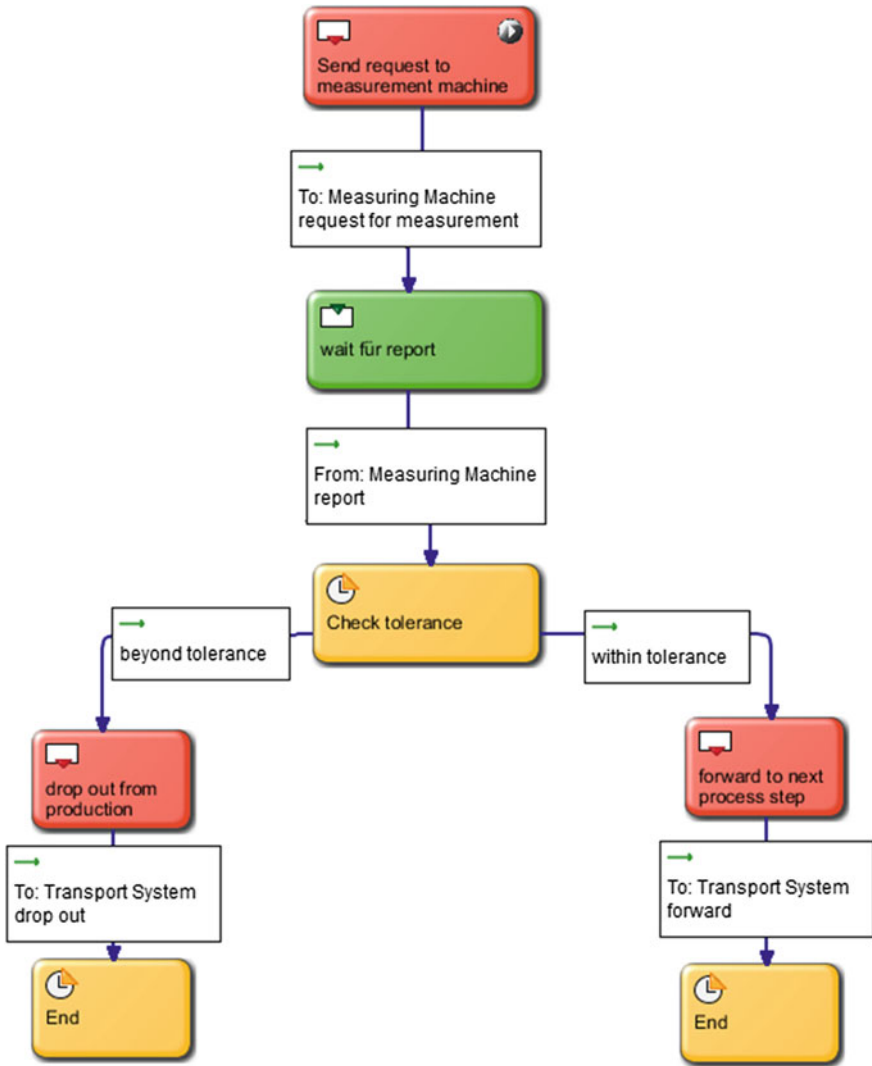 Send request to
measurement machine
To: Measuring Machine
request for measurement
wait für report
From: Measuring Machine
report
Check tolerance
beyond tolerance
within tolerance
drop out from
production
forward to next
process step
To: Transport System
drop out
To: Transport System
forward
End
End